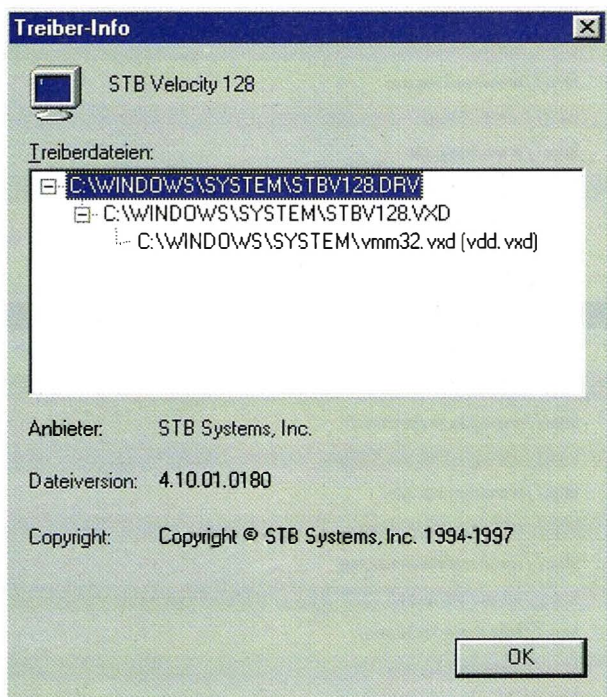 Treiber-Info
STB Velocity 128
Treiberdateien:
C:\WINDOWS\SYSTEM\STBV128.DRV
C:\WINDOWS\SYSTEM\STBV128.VXD
C:\WINDOWS\SYSTEM\vmm32.vxd (vdd.vxd)
Anbieter: STB Systems, Inc.
Dateiversion: 4.10.01.0180
Copyright: Copyright © STB Systems, Inc. 1994-1997
OK